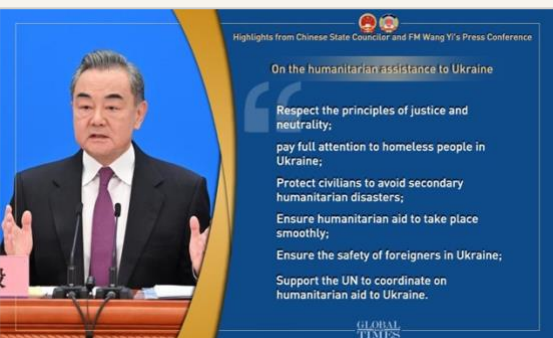 Highlights from Chinese State Councilor and FM Wang Yi's Press Conference
On the humanitarian assistance to Ukraine
Respect the principles of justice and
neutrality;
pay full attention to homeless people in
Ukraine;
Protect civilians to avoid secondary
humanitarian disasters;
Ensure humanitarian aid to take place
smoothly;
Ensure the safety of foreigners in Ukraine;
Support the UN to coordinate on
humanitarian aid to Ukraine.
GLOBAL
TIMES